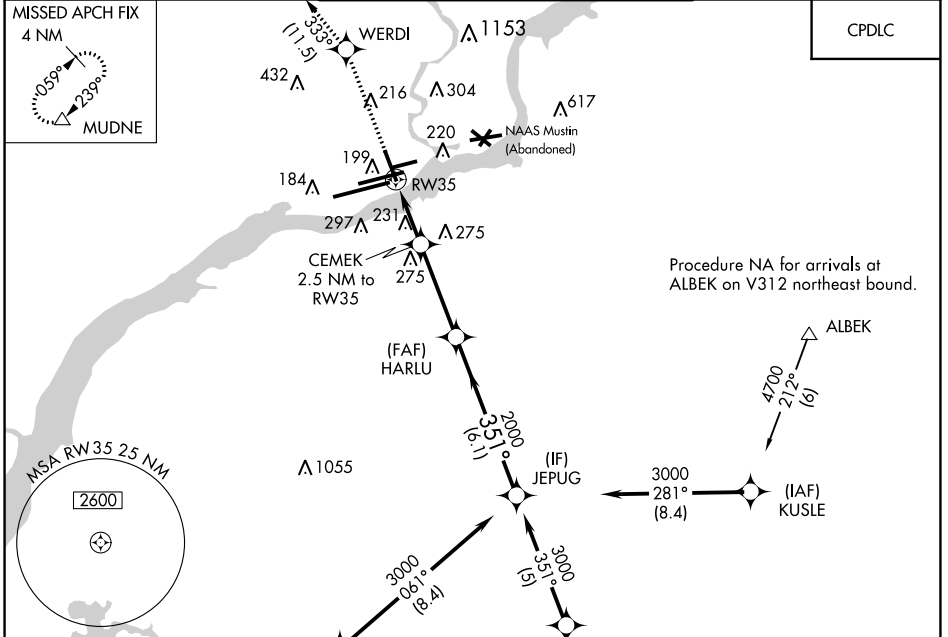 MISSED APCH FIX
4 NM
059°
239°
MUDNE
333°
(11.5)
WERDI
1153
CPDLC
432
216
304
617
220
NAAS Mustin
(Abandoned)
199
184
RW35
297
231
275
CEMEK
2.5 NM to
RW35
275
Procedure NA for arrivals at
ALBEK on V312 northeast bound.
ALBEK
(FAF)
HARLU
4700
212°
(6)
2000
351°
(6.1)
MSA RW35 25 NM
2600
1055
(IF)
JEPUG
3000
281°
(8.4)
(IAF)
KUSLE
3000
061°
(8.4)
3000
351°
(5)